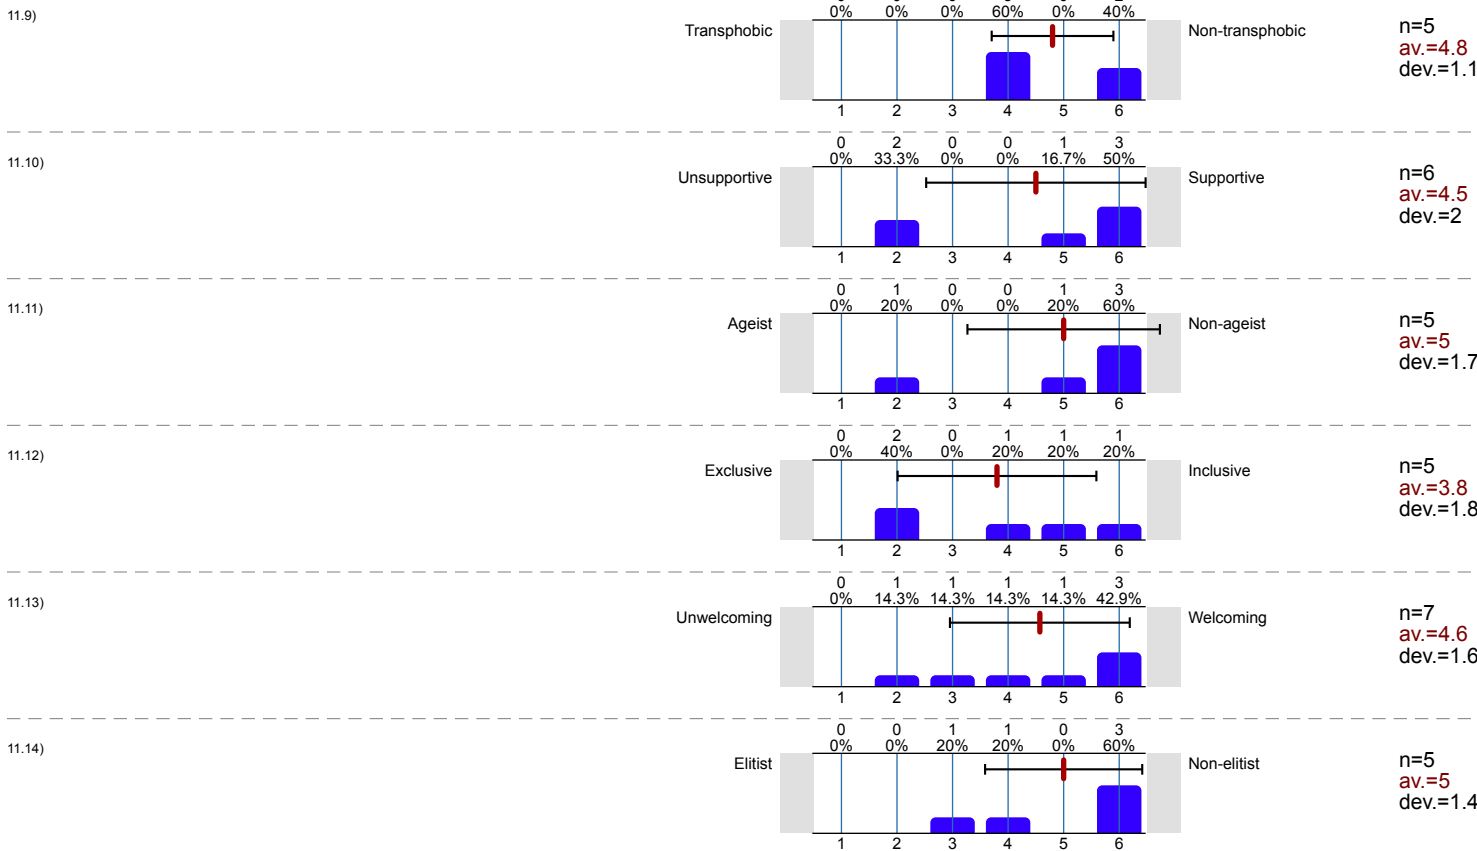 11.9)
0% 0% 0% 60% 0% 40%
Transphobic Non-transphobic n=5
av.=4.8
dev.=1.1
1 2 3 4 5 6
11.10)
0 2 0 0 1 3
0% 33.3% 0% 0% 16.7% 50%
Unsupportive Supportive n=6
av.=4.5
dev.=2
1 2 3 4 5 6
11.11)
0 1 0 0 1 3
0% 20% 0% 0% 20% 60%
Ageist Non-ageist n=5
av.=5
dev.=1.7
1 2 3 4 5 6
11.12)
0 2 0 1 1 1
0% 40% 0% 20% 20% 20%
Exclusive Inclusive n=5
av.=3.8
dev.=1.8
1 2 3 4 5 6
11.13)
0 1 1 1 1 3
0% 14.3% 14.3% 14.3% 14.3% 42.9%
Unwelcoming Welcoming n=7
av.=4.6
dev.=1.6
1 2 3 4 5 6
11.14)
0 0 1 1 0 3
0% 0% 20% 20% 0% 60%
Elitist Non-elitist n=5
av.=5
dev.=1.4
1 2 3 4 5 6